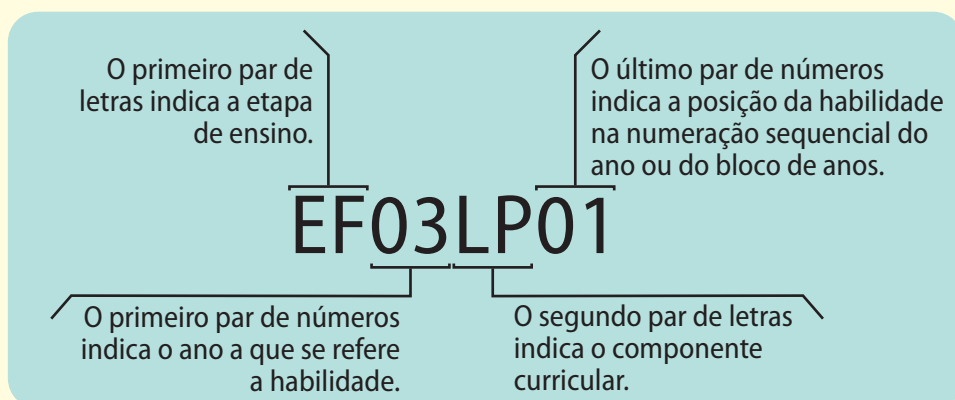 O primeiro par de
letras indica a etapa
de ensino.
O último par de números
indica a posição da habilidade
na numeração sequencial do
ano ou do bloco de anos.
EF03LP01
O primeiro par de números
indica o ano a que se refere
a habilidade.
O segundo par de letras
indica o componente
curricular.